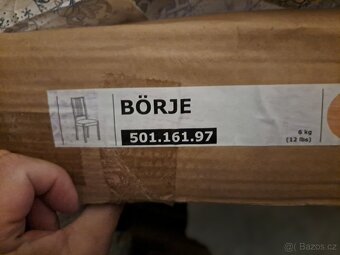 BÖRJE
501.161.97
6 kg
(12 lbs)
Bazos.cz